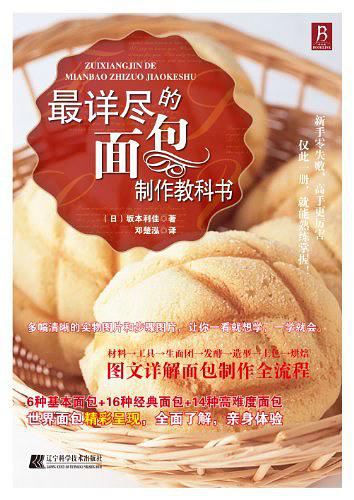 ZUIXIANGJIN DE
MIANBAO ZHIZUO JIAOKESHU
最详尽的
面包
制作教科书
〔日〕坂本利佳 著
邓楚泓 译
新手零失败，高手更厉害
仅此一册，就能熟练掌握。
多幅清晰的实物图片和步骤图片，让你一看就想学，一学就会。
材料→工具→生面团→发酵→造型→上色→烘焙
图文详解面包制作全流程
6种基本面包+16种经典面包+14种高难度面包
世界面包精彩呈现，全面了解，亲身体验
辽宁科学技术出版社